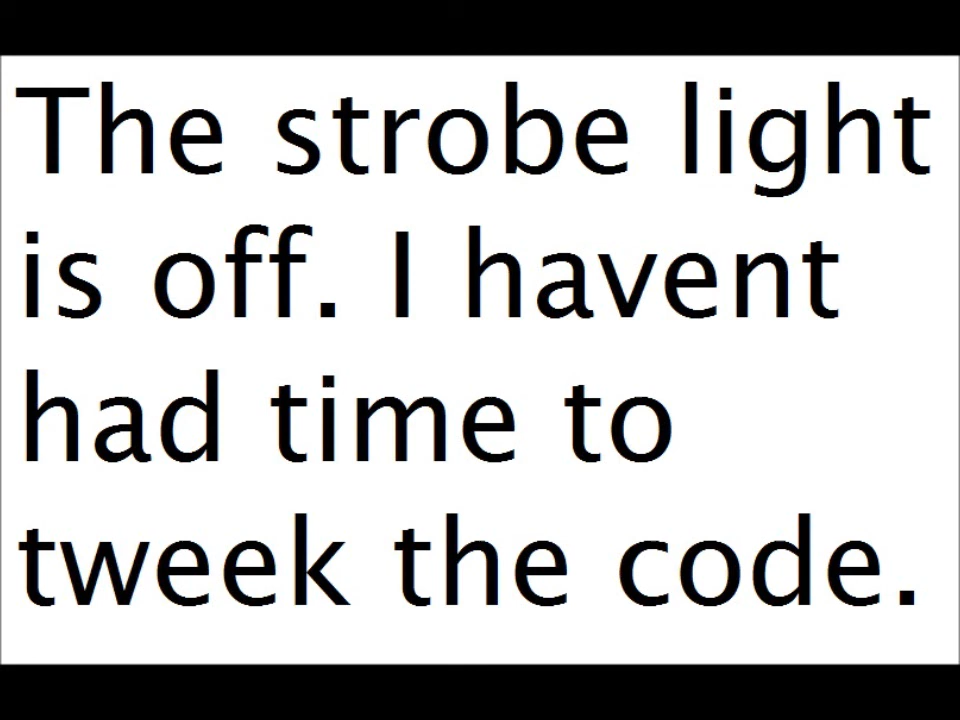 The strobe light
is off. I havent
had time to
tweek the code.